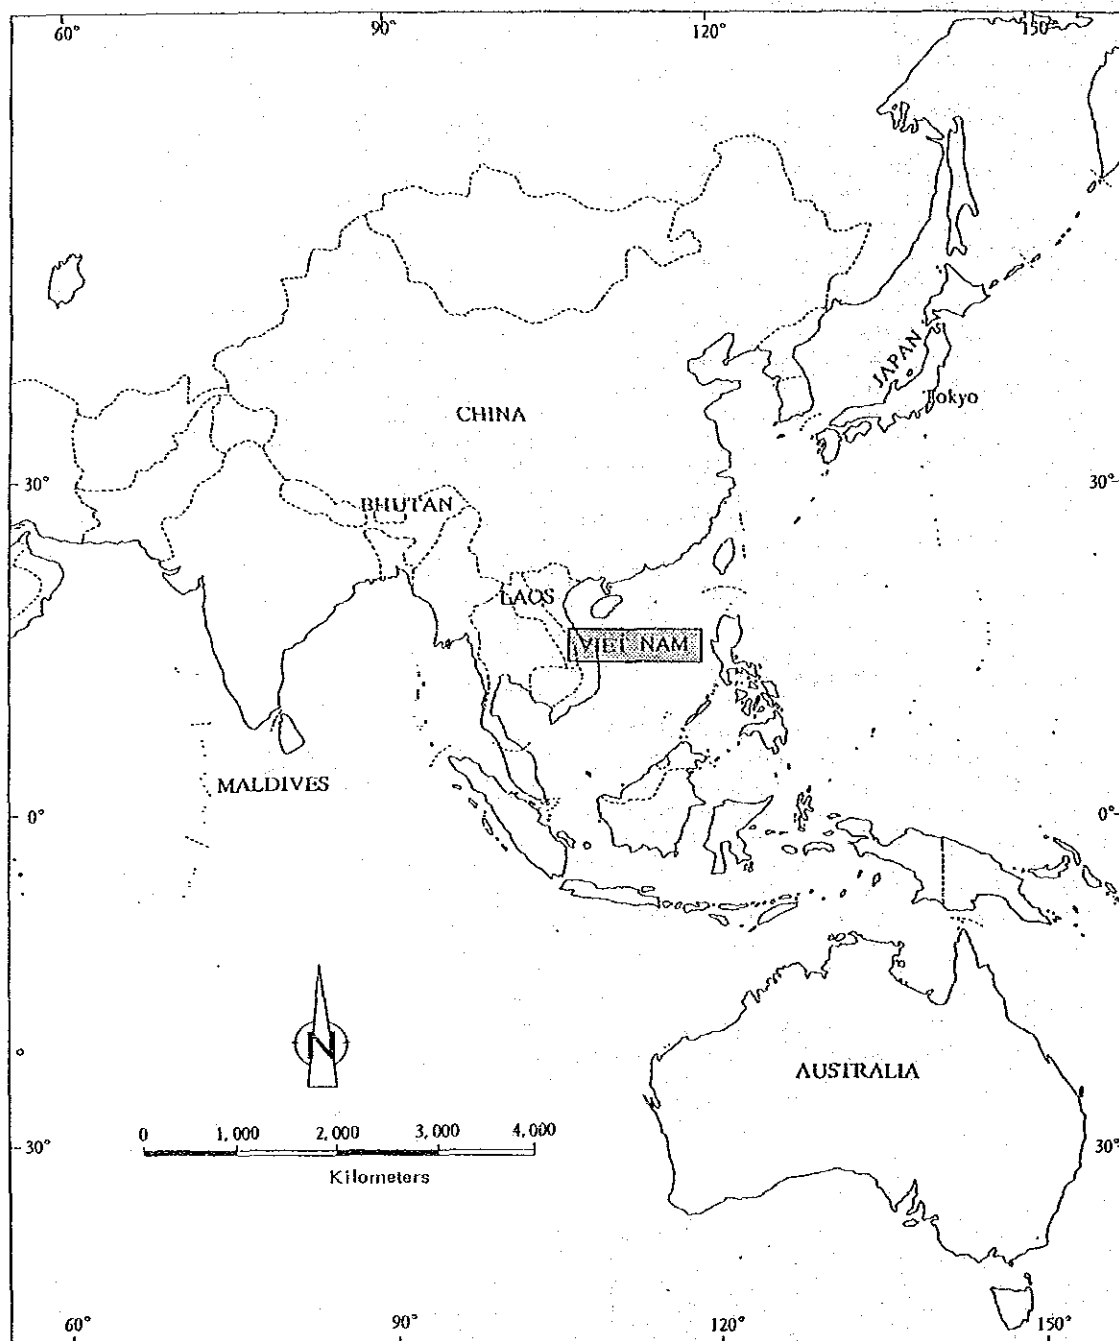 60° 90° 120° 150°
JAPAN
Tokyo
CHINA
30° 30°
BHUTAN
LAOS
VIET NAM
MALDIVES
0° 0°
N
AUSTRALIA
0 1,000 2,000 3,000 4,000
30° 30°
Kilometers
60° 90° 120° 150°